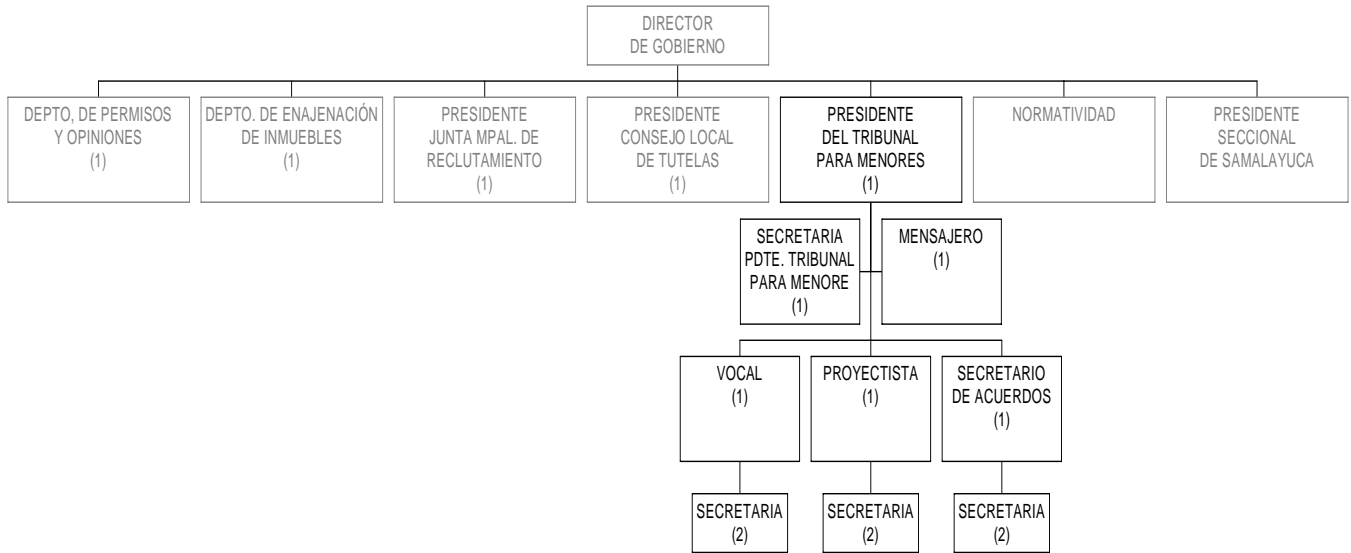 DIRECTOR
DE GOBIERNO
DEPTO, DE PERMISOS
Y OPINIONES
(1)
DEPTO. DE ENAJENACIÓN
DE INMUEBLES
(1)
PRESIDENTE
JUNTA MPAL. DE
RECLUTAMIENTO
(1)
PRESIDENTE
CONSEJO LOCAL
DE TUTELAS
(1)
PRESIDENTE
DEL TRIBUNAL
PARA MENORES
(1)
NORMATIVIDAD
PRESIDENTE
SECCIONAL
DE SAMALAYUCA
SECRETARIA
PDTE. TRIBUNAL
PARA MENORE
(1)
MENSAJERO
(1)
VOCAL
(1)
PROYECTISTA
(1)
SECRETARIO
DE ACUERDOS
(1)
SECRETARIA
(2)
SECRETARIA
(2)
SECRETARIA
(2)